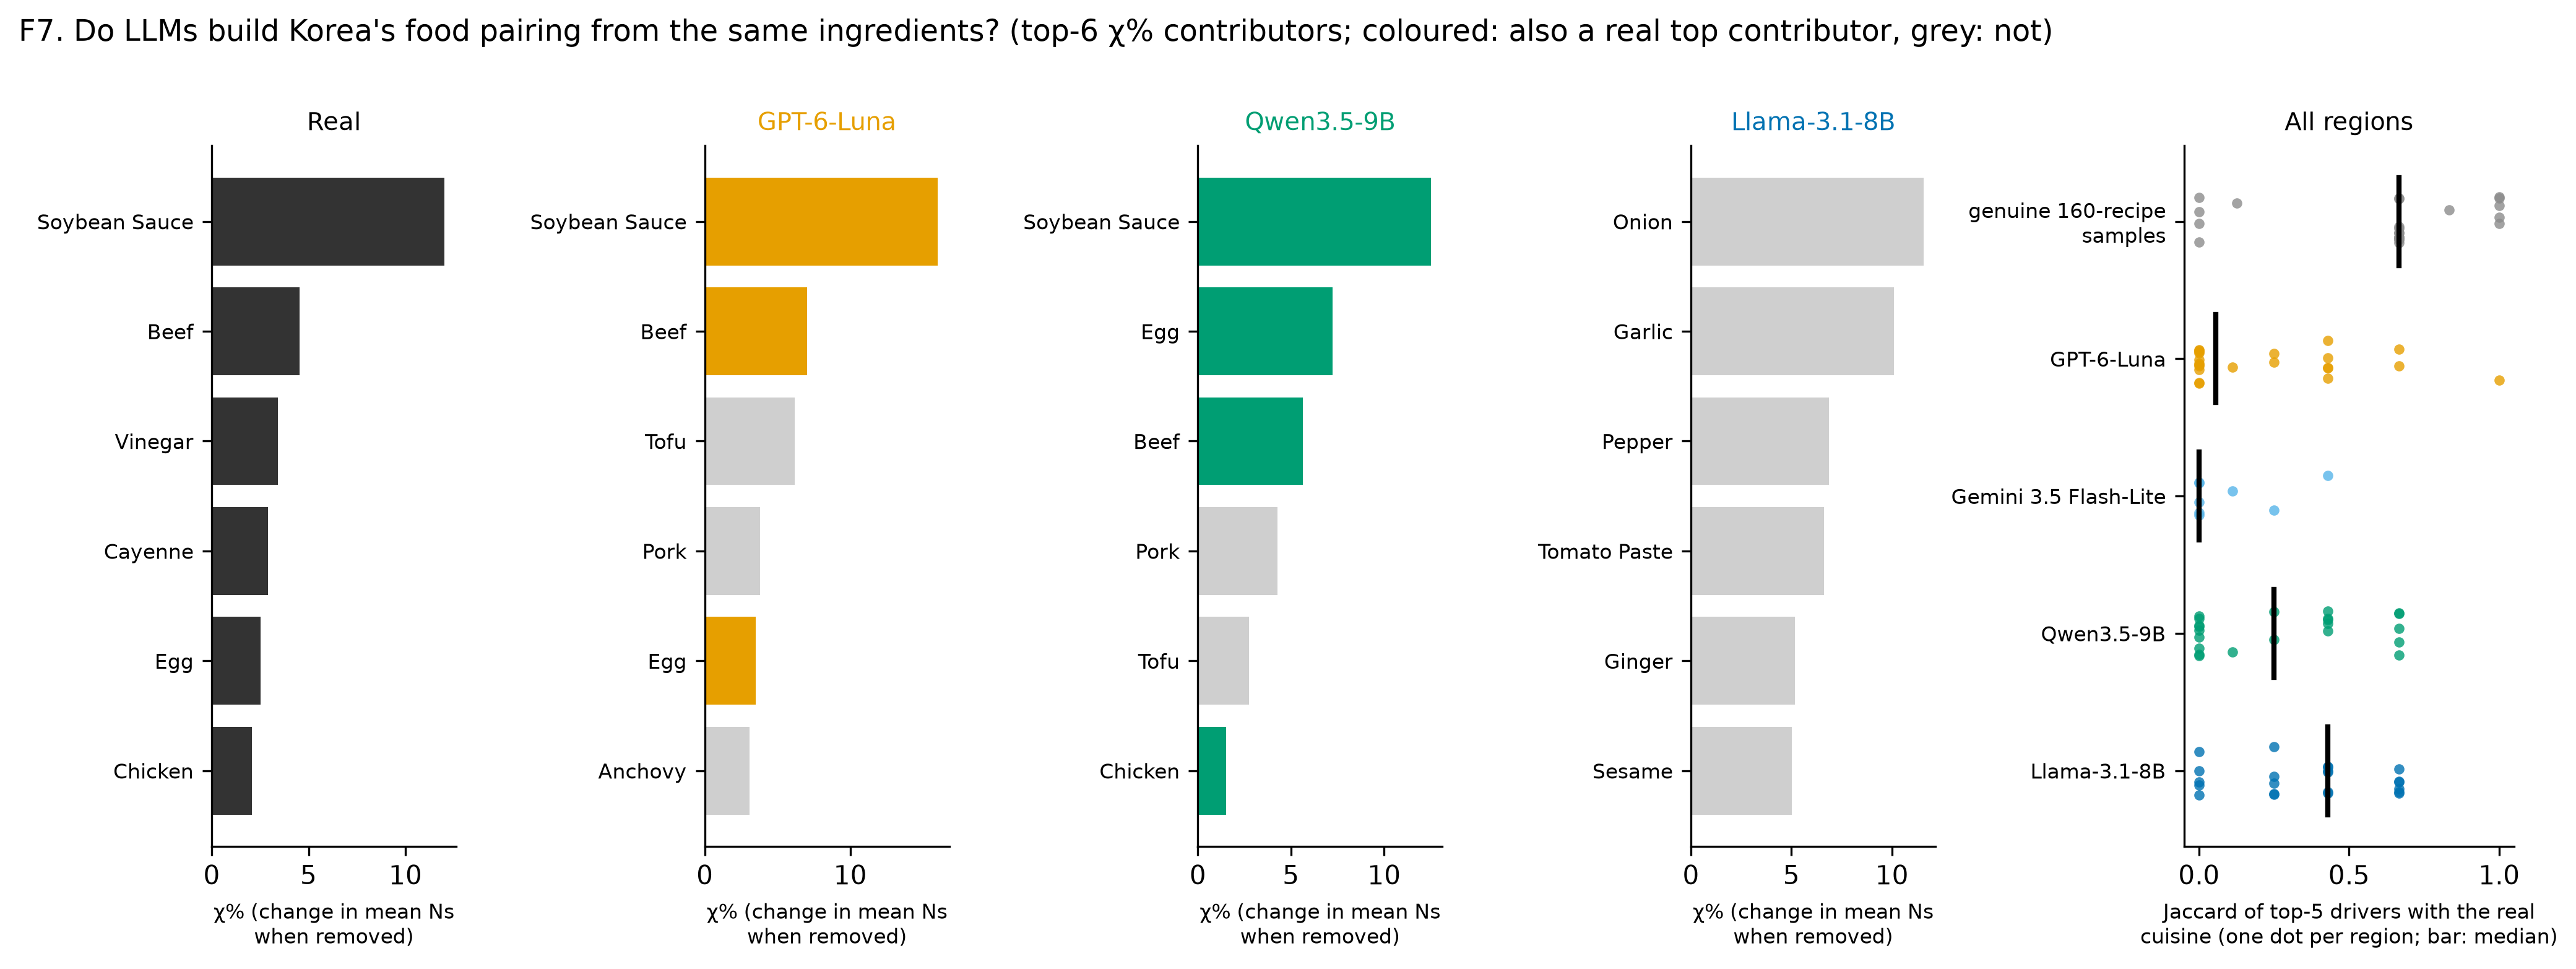 F7. Do LLMs build Korea's food pairing from the same ingredients? (top-6 χ% contributors; coloured: also a real top contributor, grey: not)
Real
Soybean Sauce
Beef
Vinegar
Cayenne
Egg
Chicken
0 5 10
χ% (change in mean Ns
when removed)
GPT-6-Luna
Soybean Sauce
Beef
Tofu
Pork
Egg
Anchovy
0 10
χ% (change in mean Ns
when removed)
Qwen3.5-9B
Soybean Sauce
Egg
Beef
Pork
Tofu
Chicken
0 5 10
χ% (change in mean Ns
when removed)
Llama-3.1-8B
Onion
Garlic
Pepper
Tomato Paste
Ginger
Sesame
0 5 10
χ% (change in mean Ns
when removed)
All regions
genuine 160-recipe
samples
GPT-6-Luna
Gemini 3.5 Flash-Lite
Qwen3.5-9B
Llama-3.1-8B
0.0 0.5 1.0
Jaccard of top-5 drivers with the real
cuisine (one dot per region; bar: median)